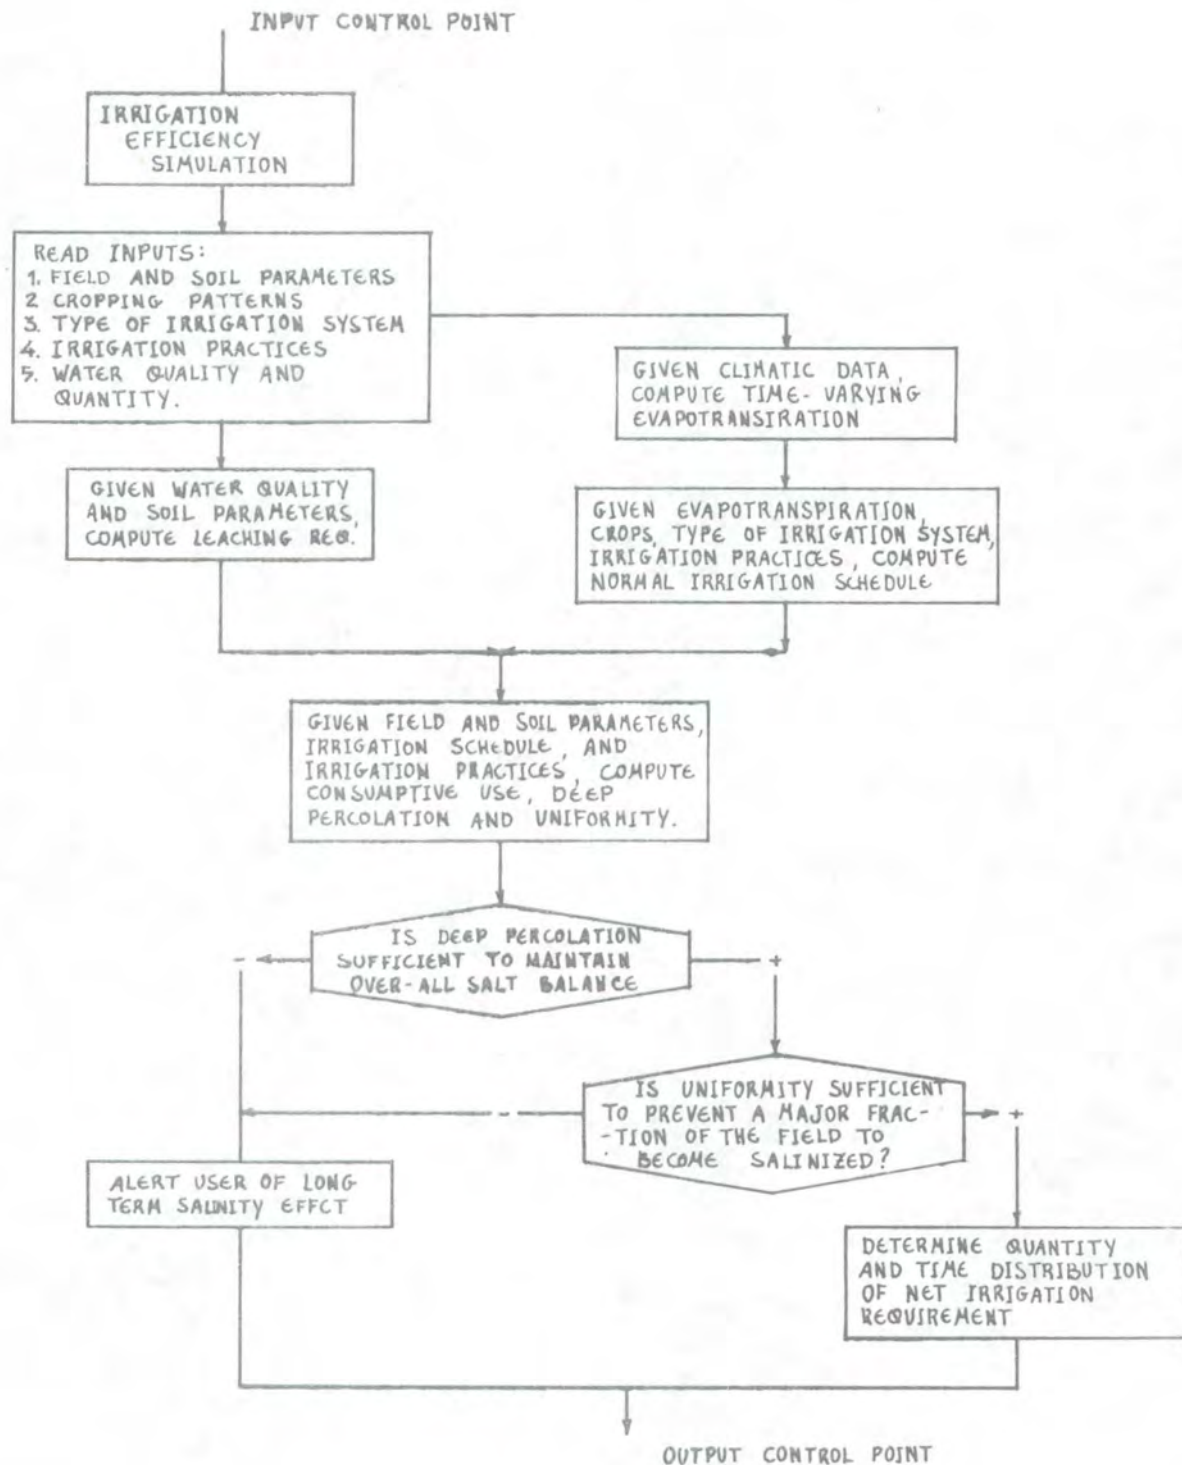 INPUT CONTROL POINT
IRRIGATION
EFFICIENCY
SIMULATION
READ INPUTS:
1. FIELD AND SOIL PARAMETERS
2 CROPPING PATTERNS
3. TYPE OF IRRIGATION SYSTEM
4. IRRIGATION PRACTICES
5. WATER QUALITY AND
QUANTITY.
GIVEN CLIMATIC DATA,
COMPUTE TIME-VARYING
EVAPOTRANSIRATION
GIVEN WATER QUALITY
AND SOIL PARAMETERS,
COMPUTE LEACHING REQ.
GIVEN EVAPOTRANSPIRATION,
CROPS, TYPE OF IRRIGATION SYSTEM,
IRRIGATION PRACTICES, COMPUTE
NORMAL IRRIGATION SCHEDULE
GIVEN FIELD AND SOIL PARAMETERS,
IRRIGATION SCHEDULE, AND
IRRIGATION PRACTICES, COMPUTE
CONSUMPTIVE USE, DEEP
PERCOLATION AND UNIFORMITY.
IS DEEP PERCOLATION
SUFFICIENT TO MAINTAIN
OVER-ALL SALT BALANCE
-
+
IS UNIFORMITY SUFFICIENT
TO PREVENT A MAJOR FRAC-
-TION OF THE FIELD TO
BECOME SALINIZED?
-
+
ALERT USER OF LONG
TERM SALINITY EFFCT
DETERMINE QUANTITY
AND TIME DISTRIBUTION
OF NET IRRIGATION
REQUIREMENT
OUTPUT CONTROL POINT